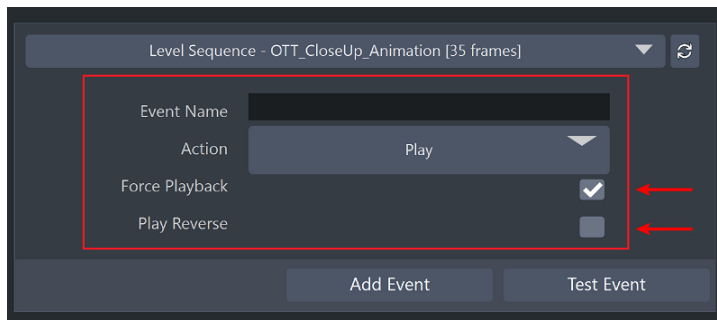 Level Sequence - OTT_CloseUp_Animation [35 frames]
Event Name
Action Play
Force Playback
Play Reverse
Add Event Test Event